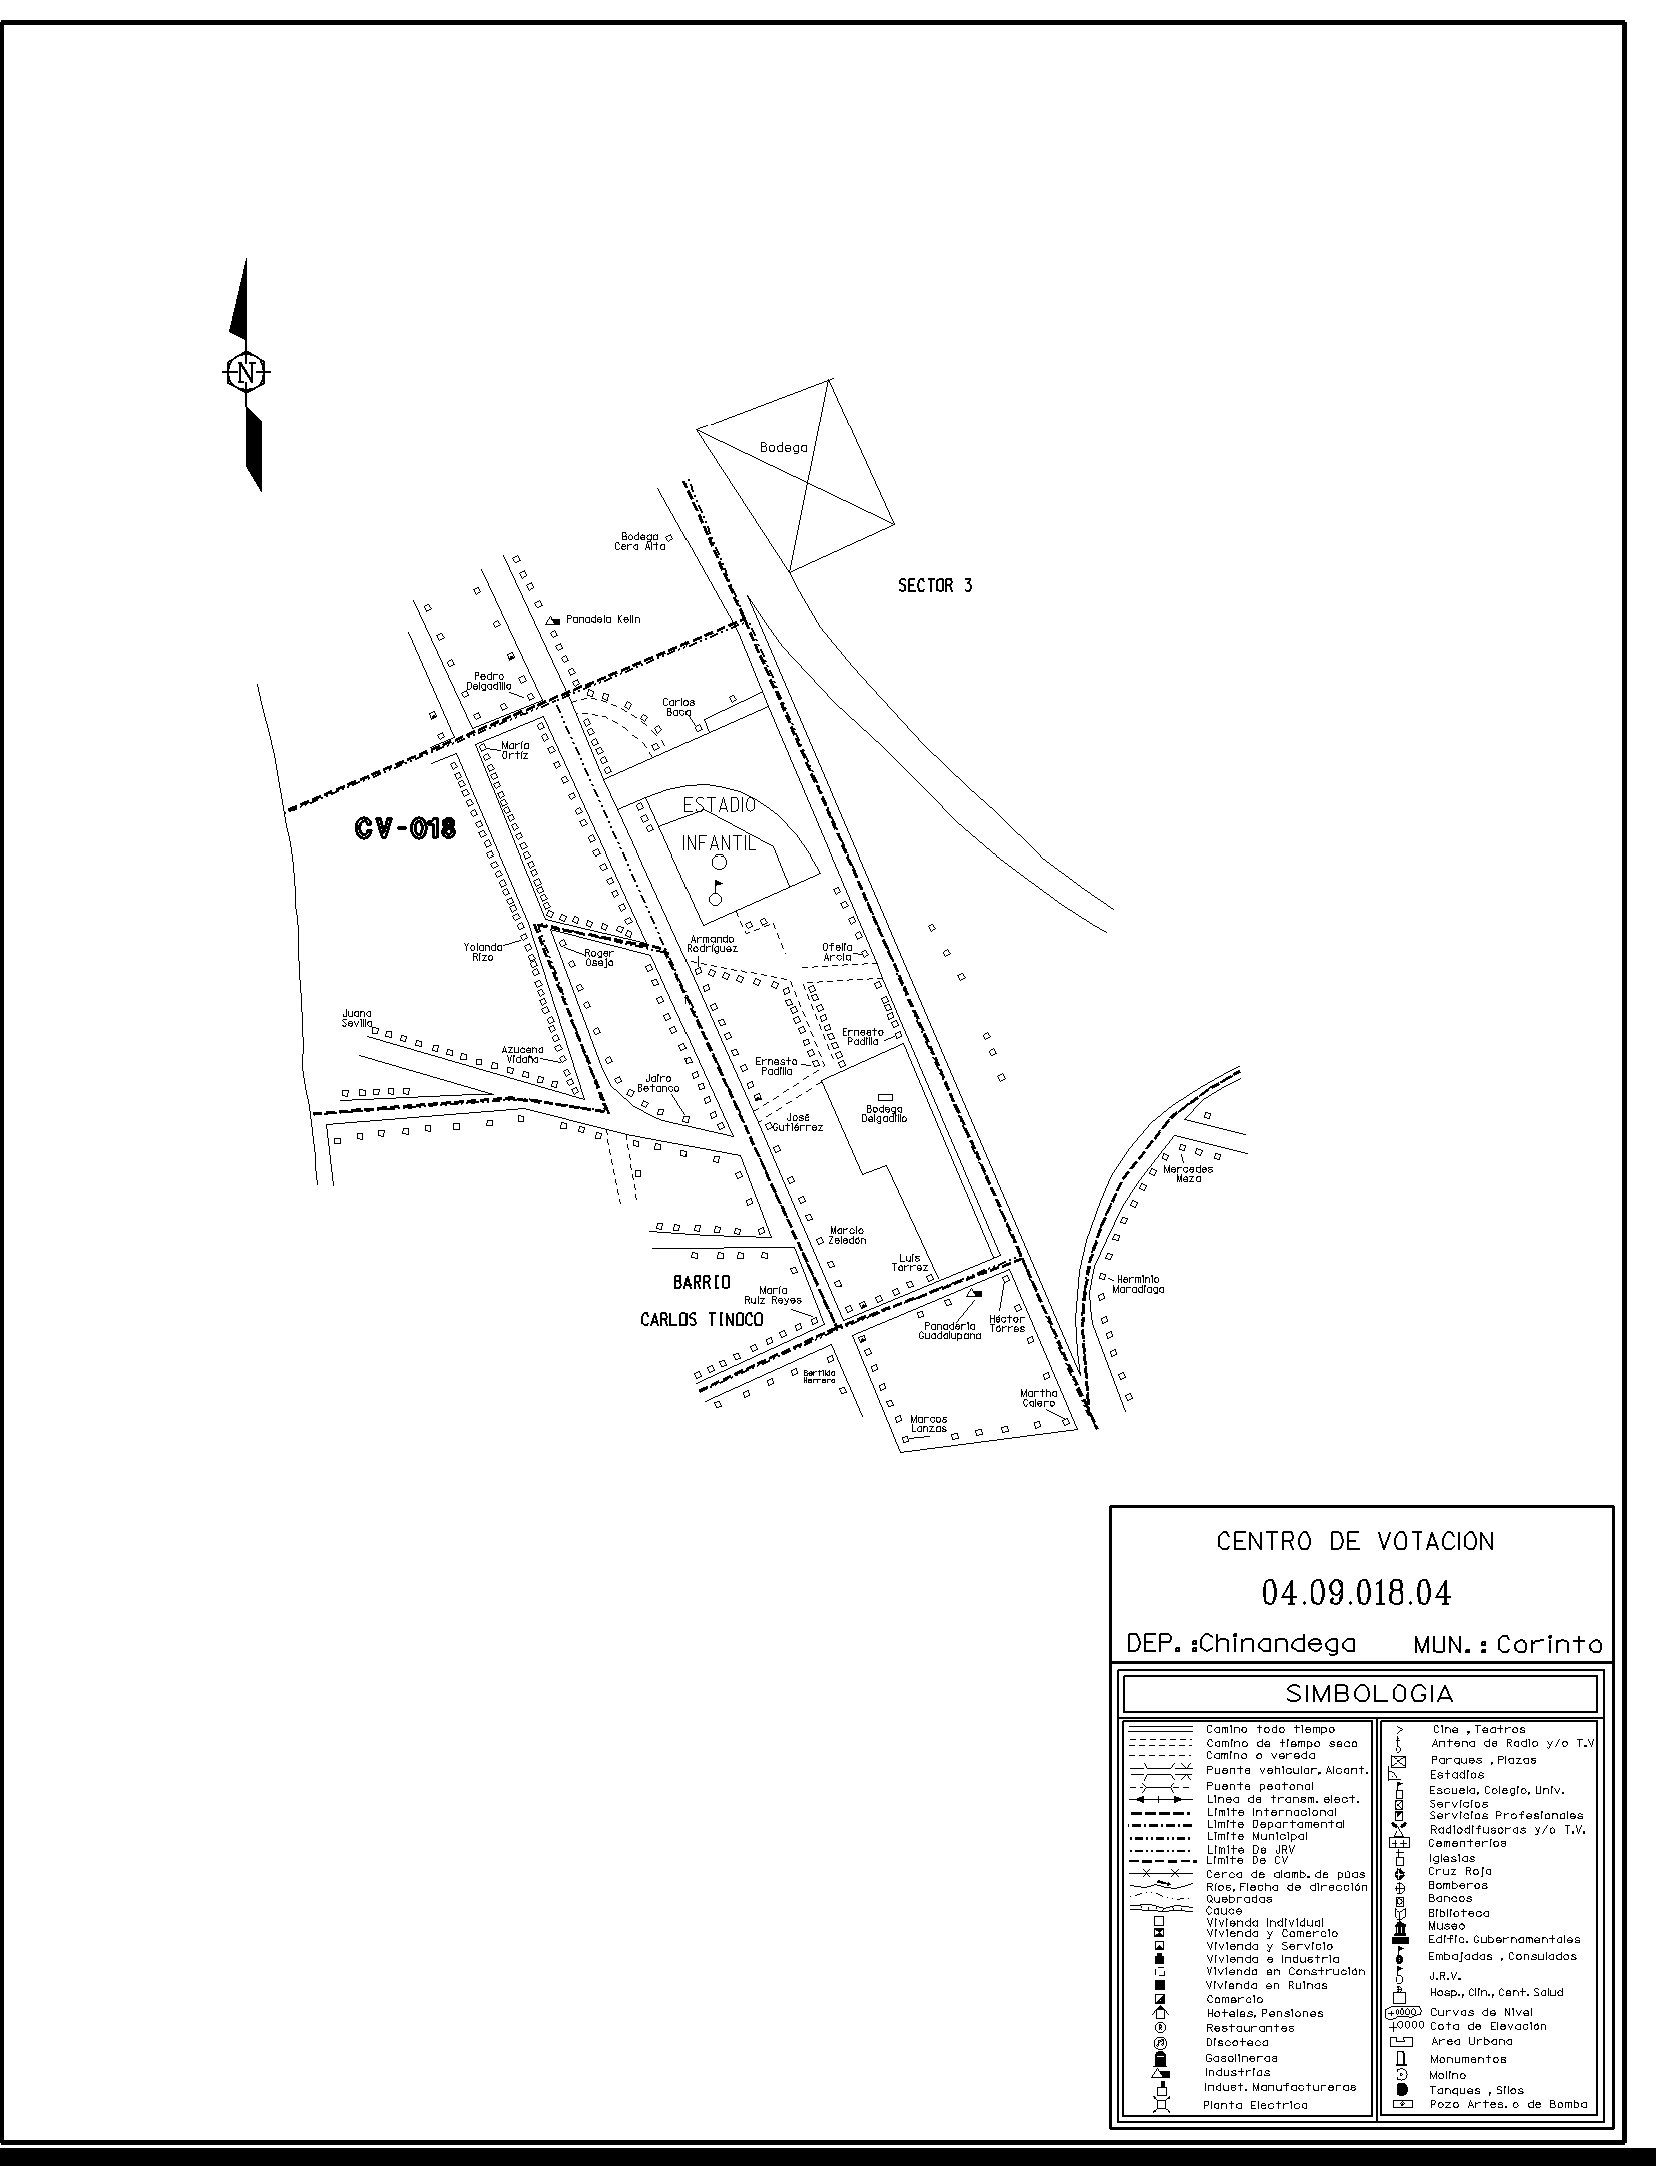 N
Bodega
Bodega
Cera Alta
SECTOR 3
Panadela Kelin
Pedro
Delgadillo
Carlos
Baca
María
Ortíz
ESTADIO
CV-018
INFANTIL
Armando
Rodríguez
Yolanda
Rizo
Roger
Osejo
Ofelia
Arcia
Juana
Sevilla
Ernesto
Padilla
Azucena
Vidaña
Ernesto
Padilla
Jairo
Betanco
José
Gutiérrez
Bodega
Delgadillo
Mercedes
Meza
Marcio
Zeledón
Luís
Torrez
BARRIO
María
Ruiz Reyes
Herminio
Maradiaga
CARLOS TINOCO
Panadería
Guadalupana
Héctor
Torres
Bertilda
Herrera
Martha
Calero
Marcos
Lanzas
CENTRO DE VOTACION
04.09.018.04
DEP.:Chinandega MUN.: Corinto
SIMBOLOGIA
Camino todo tiempo
Camino de tiempo seco
Camino o vereda
Puente vehicular, Alcant.
Puente peatonal
Línea de transm. elect.
Límite Internacional
Límite Departamental
Límite Municipal
Límite De JRV
Límite De CV
Cerca de alamb. de púas
Ríos, Flecha de dirección
Quebradas
Cauce
Vivienda Individual
Vivienda y Comercio
Vivienda y Servicio
Vivienda e Industria
Vivienda en Construción
Vivienda en Ruinas
Comercio
Hoteles, Pensiones
R Restaurantes
Discoteca
Gasolineras
Industrias
Indust. Manufactureras
Planta Electrica
Cine , Teatros
Antena de Radio y/o T.V
Parques , Plazas
Estadios
Escuela, Colegio, Univ.
Servicios
Servicios Profesionales
Radiodifusoras y/o T.V.
Cementerios
Iglesias
Cruz Roja
Bomberos
Bancos
Biblioteca
Museo
Edific. Gubernamentales
Embajadas , Consulados
J.R.V.
Hosp., Clin., Cent. Salud
+0000 Curvas de Nivel
+0000 Cota de Elevación
Area Urbana
Monumentos
Molino
Tanques , Silos
Pozo Artes. o de Bomba